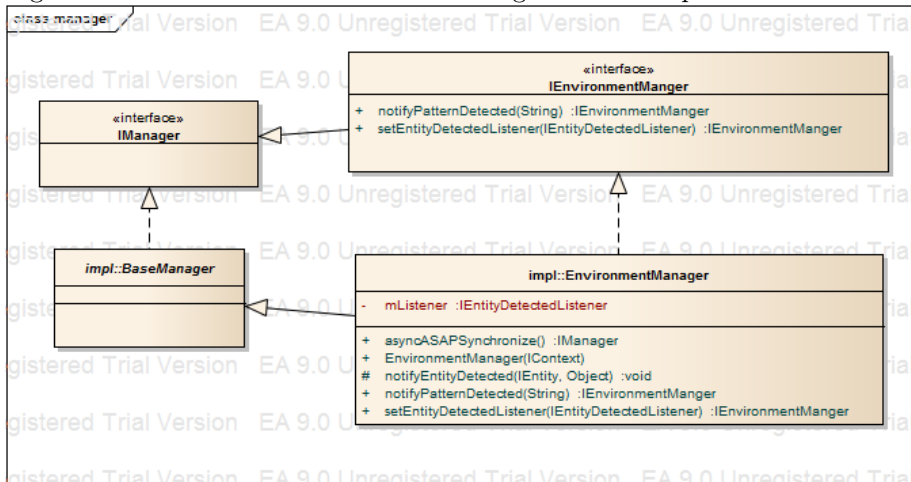 class manager
«interface»
IEnvironmentManger
+ notifyPatternDetected(String) :IEnvironmentManger
+ setEntityDetectedListener(IEntityDetectedListener) :IEnvironmentManger
«interface»
IManager
impl::BaseManager
impl::EnvironmentManager
- mListener :IEntityDetectedListener
+ asyncASAPSynchronize() :IManager
+ EnvironmentManager(IContext)
# notifyEntityDetected(IEntity, Object) :void
+ notifyPatternDetected(String) :IEnvironmentManger
+ setEntityDetectedListener(IEntityDetectedListener) :IEnvironmentManger
gistered Trial Version EA 9.0 Unregistered Tria